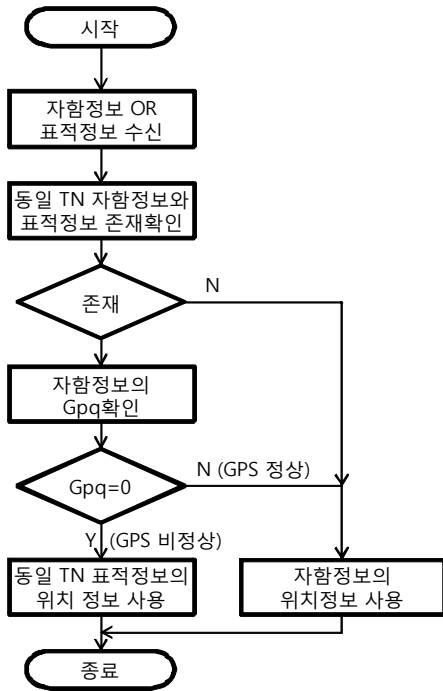 시작
자함정보 OR
표적정보 수신
동일 TN 자함정보와
표적정보 존재확인
존재
N
자함정보의
Gpq확인
Gpq=0
N (GPS 정상)
Y (GPS 비정상)
동일 TN 표적정보의
위치 정보 사용
자함정보의
위치정보 사용
종료